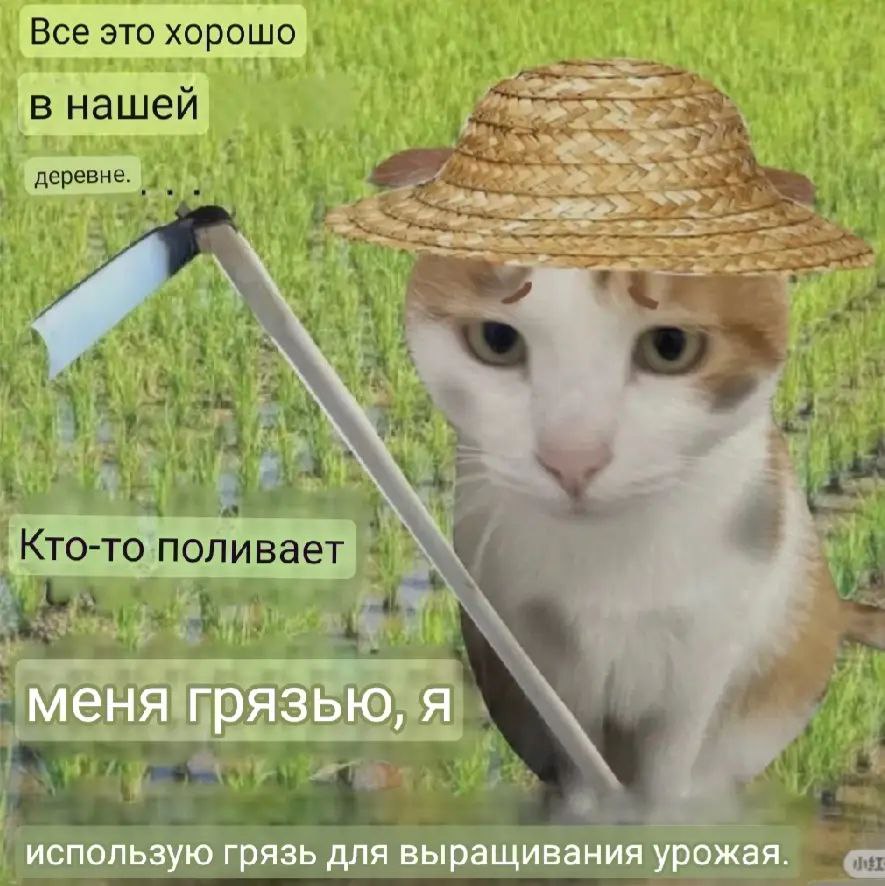 Все это хорошо
в нашей
деревне.
. . .
Кто-то поливает
меня грязью, я
использую грязь для выращивания урожая.